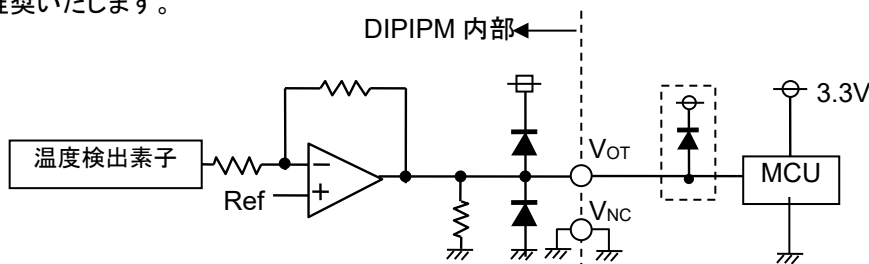 奨いたします。
DIPIPM 内部
3.3V
温度検出素子
VOT
MCU
Ref
VNC